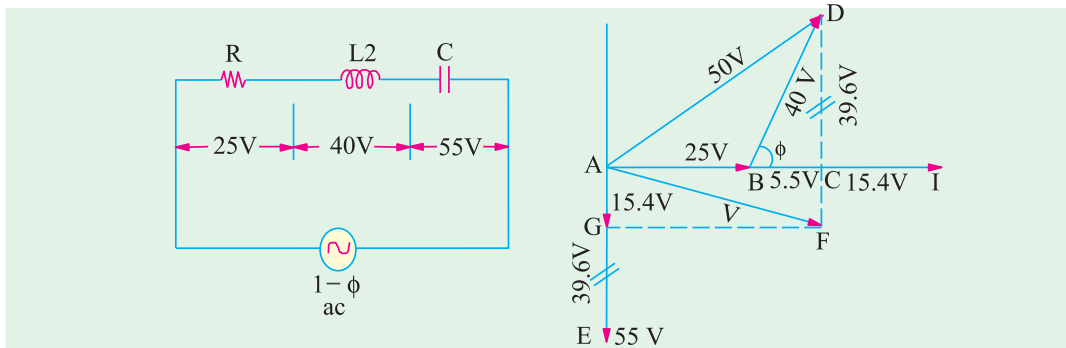 R L2 C
25V 40V 55V
1– ϕ
ac
D
50V
40 V
39.6V
A
25V
ϕ
B
5.5V
C
15.4V
I
15.4V
V
G
F
39.6V
E
55 V